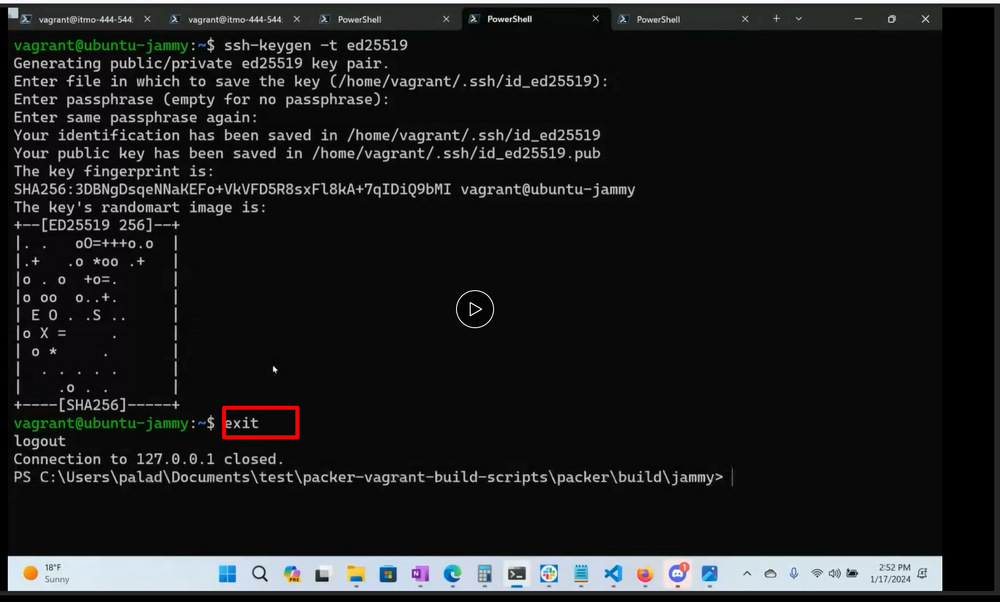 vagrant@itmo-444-544: vagrant@itmo-444-544: PowerShell PowerShell PowerShell
vagrant@ubuntu-jammy:~$ ssh-keygen -t ed25519
Generating public/private ed25519 key pair.
Enter file in which to save the key (/home/vagrant/.ssh/id_ed25519):
Enter passphrase (empty for no passphrase):
Enter same passphrase again:
Your identification has been saved in /home/vagrant/.ssh/id_ed25519
Your public key has been saved in /home/vagrant/.ssh/id_ed25519.pub
The key fingerprint is:
SHA256:3DBNgDsqeNNaKEFo+VkVFD5R8sxFl8kA+7qIDiQ9bMI vagrant@ubuntu-jammy
The key's randomart image is:
+--[ED25519 256]--+
|. .   oO=+++o.o  |
|.+   .o *oo .+   |
|o . o  +o=.      |
|o oo  o..+.      |
| E O . .S ..     |
|o X =     .      |
| o *     .       |
|  . . . . .      |
|    .o . .       |
+----[SHA256]-----+
vagrant@ubuntu-jammy:~$ exit
logout
Connection to 127.0.0.1 closed.
PS C:\Users\palad\Documents\test\packer-vagrant-build-scripts\packer\build\jammy>
18°F
Sunny
PRE
N
1
2:52 PM
1/17/2024